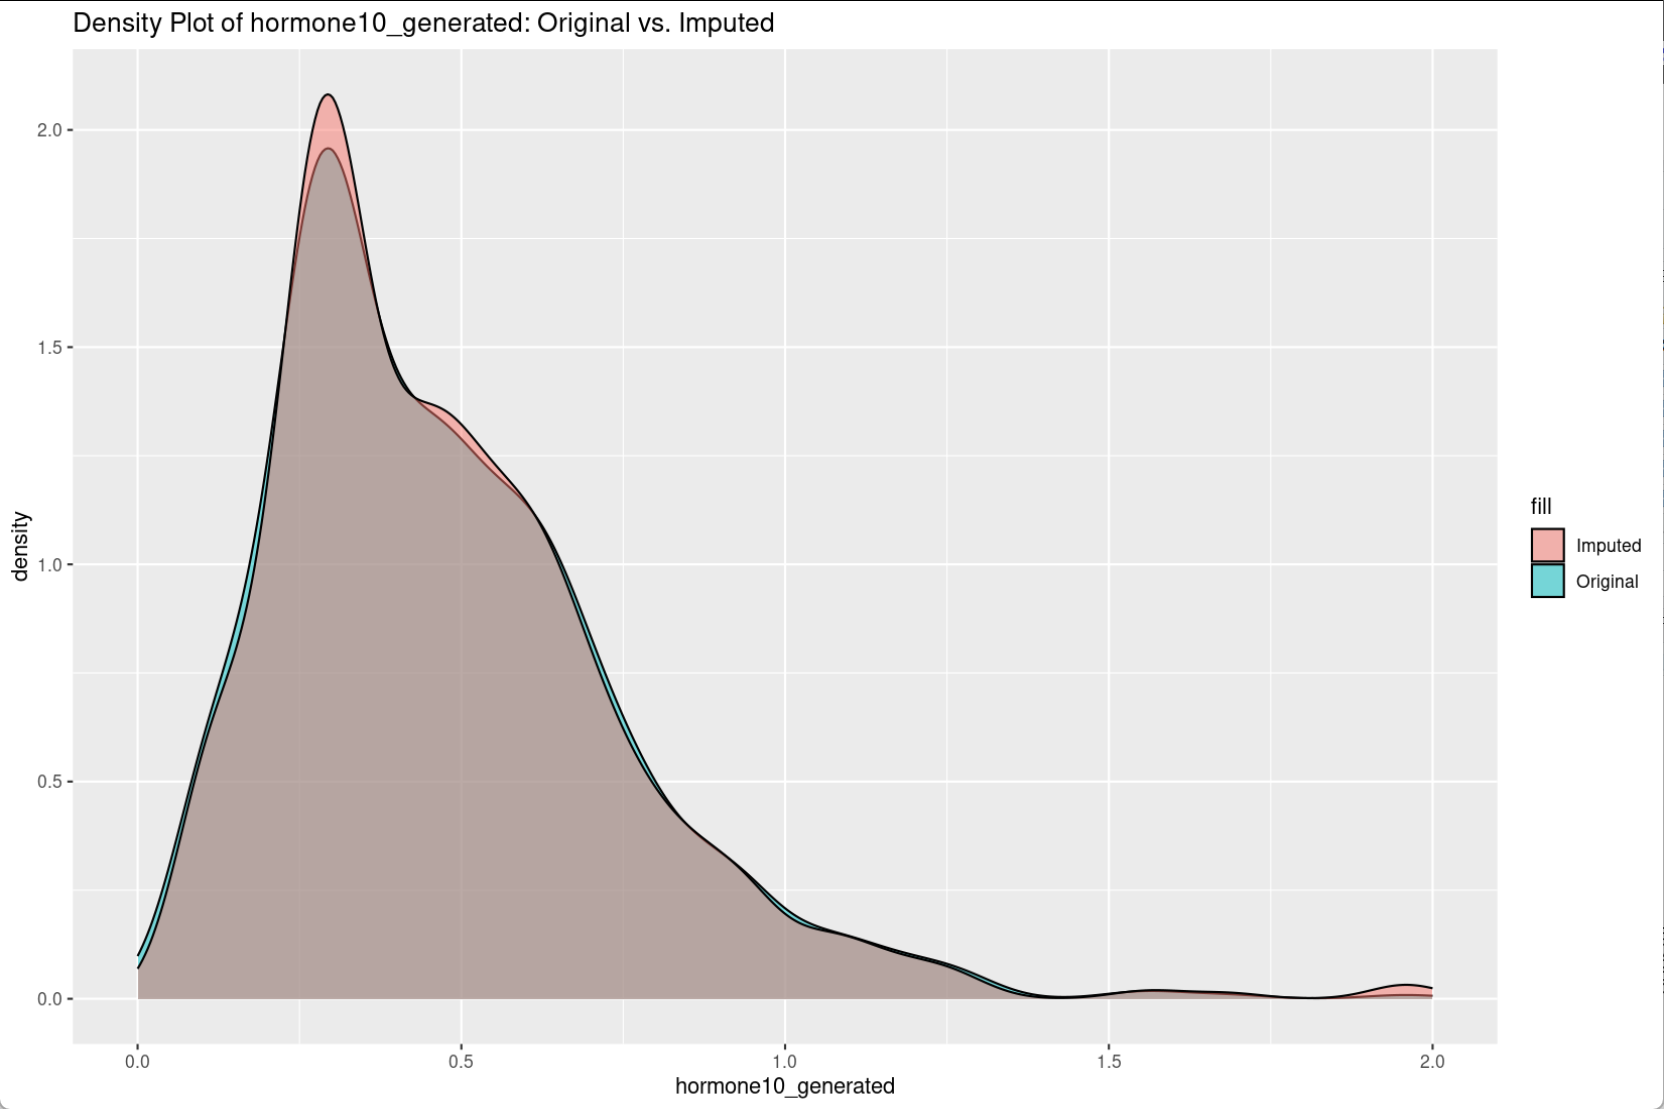 Density Plot of hormone10_generated: Original vs. Imputed
2.0
1.5
1.0
0.5
0.0
density
0.0 0.5 1.0 1.5 2.0
hormone10_generated
fill
Imputed
Original